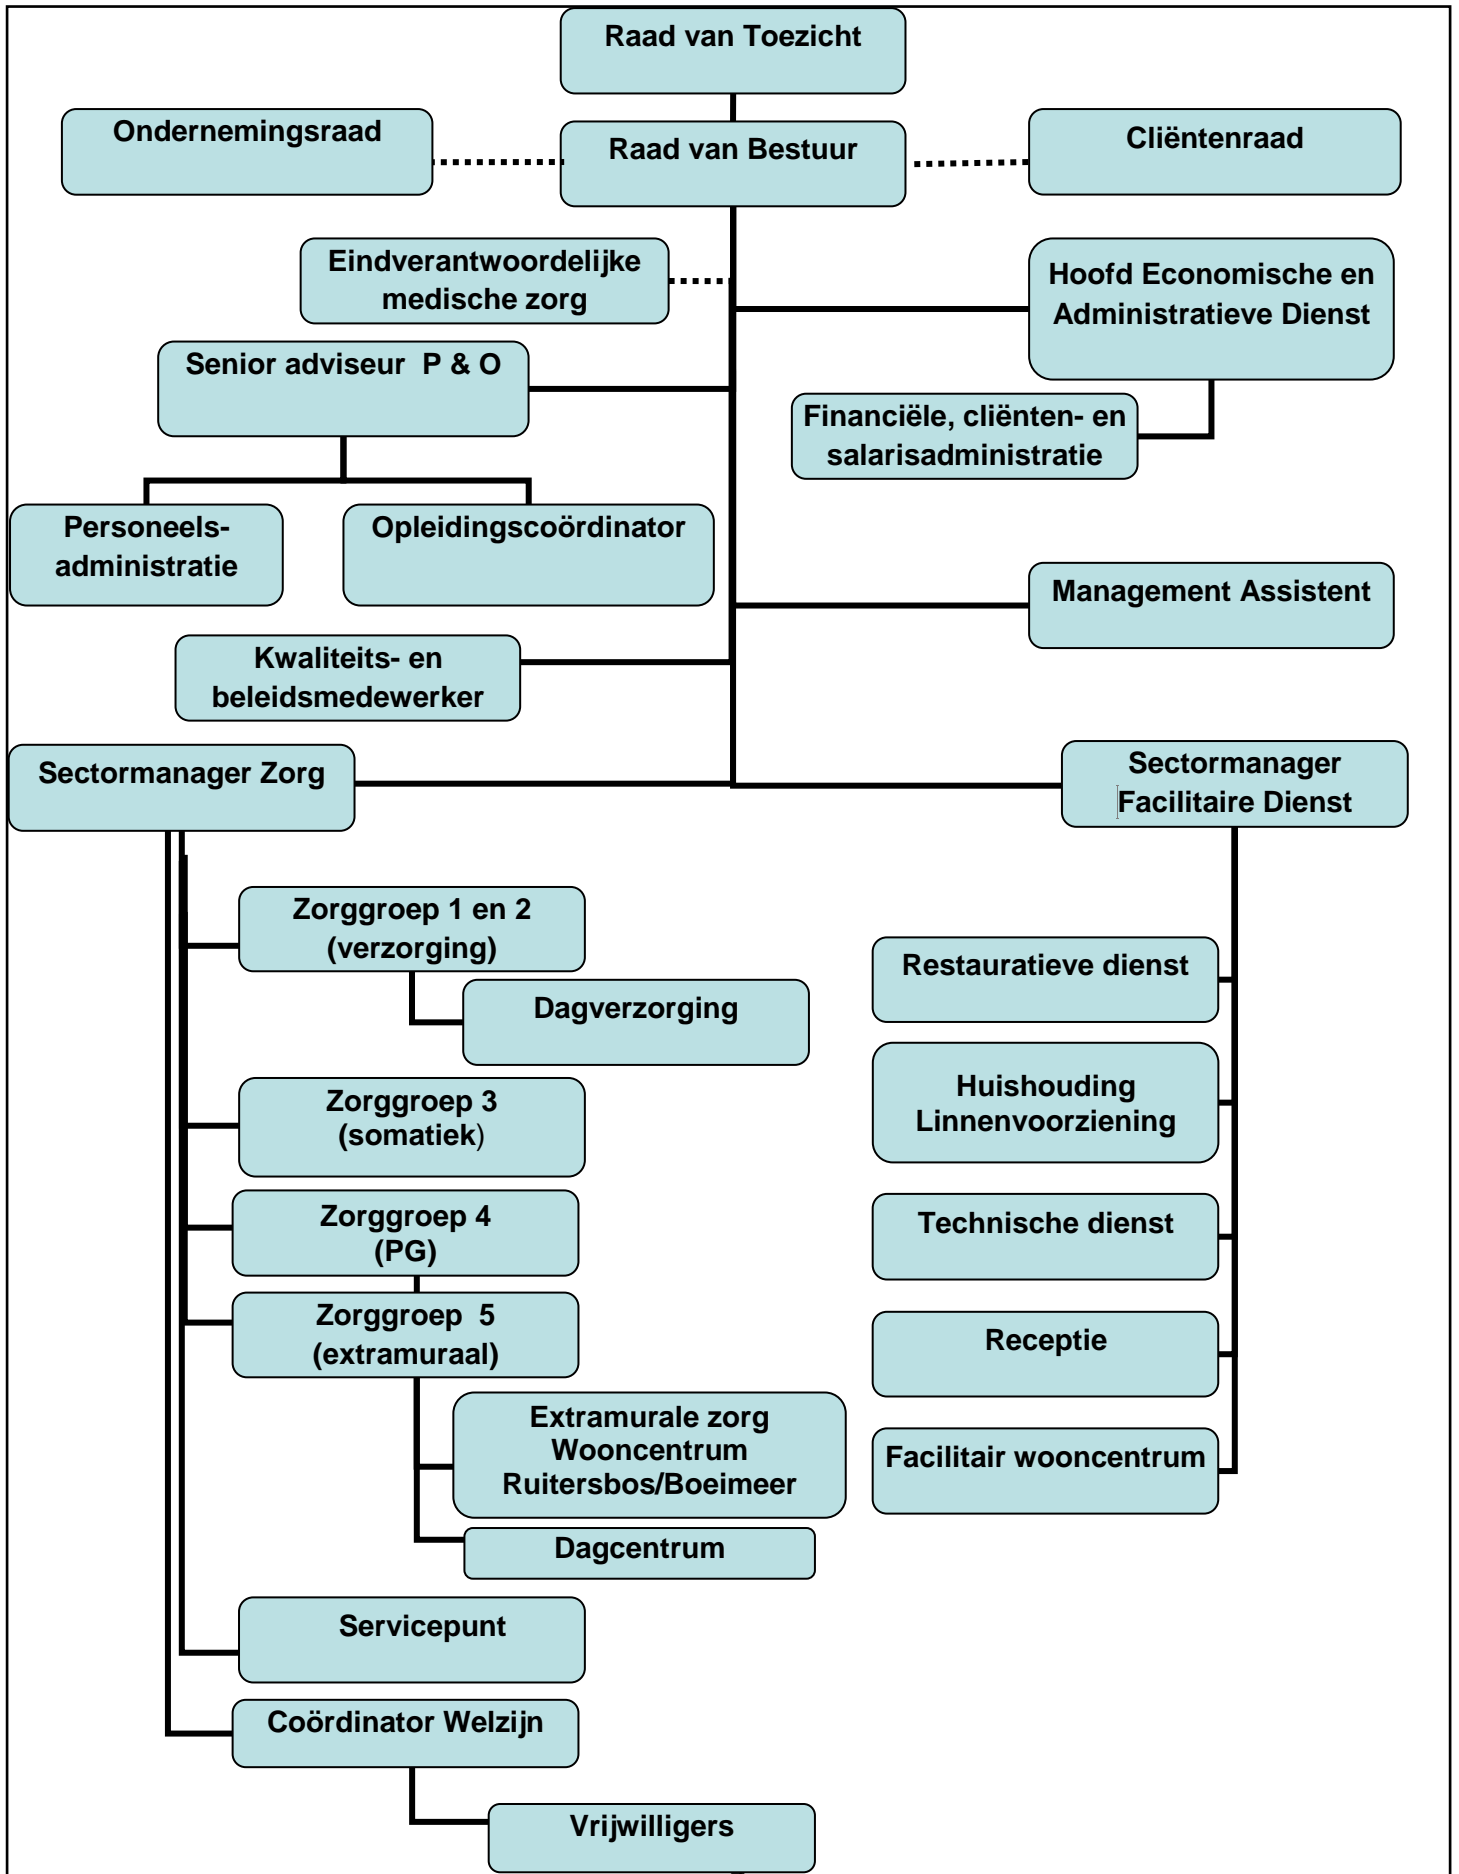 Raad van Toezicht
Ondernemingsraad
Raad van Bestuur
Cliëntenraad
Eindverantwoordelijke
medische zorg
Hoofd Economische en
Administratieve Dienst
Senior adviseur  P & O
Financiële, cliënten- en
salarisadministratie
Personeels-
administratie
Opleidingscoördinator
Management Assistent
Kwaliteits- en
beleidsmedewerker
Sectormanager Zorg
Sectormanager
Facilitaire Dienst
Zorggroep 1 en 2
(verzorging)
Dagverzorging
Zorggroep 3
(somatiek)
Zorggroep 4
(PG)
Zorggroep  5
(extramuraal)
Extramurale zorg
Wooncentrum
Ruitersbos/Boeimeer
Dagcentrum
Servicepunt
Coördinator Welzijn
Vrijwilligers
Restauratieve dienst
Huishouding
Linnenvoorziening
Technische dienst
Receptie
Facilitair wooncentrum